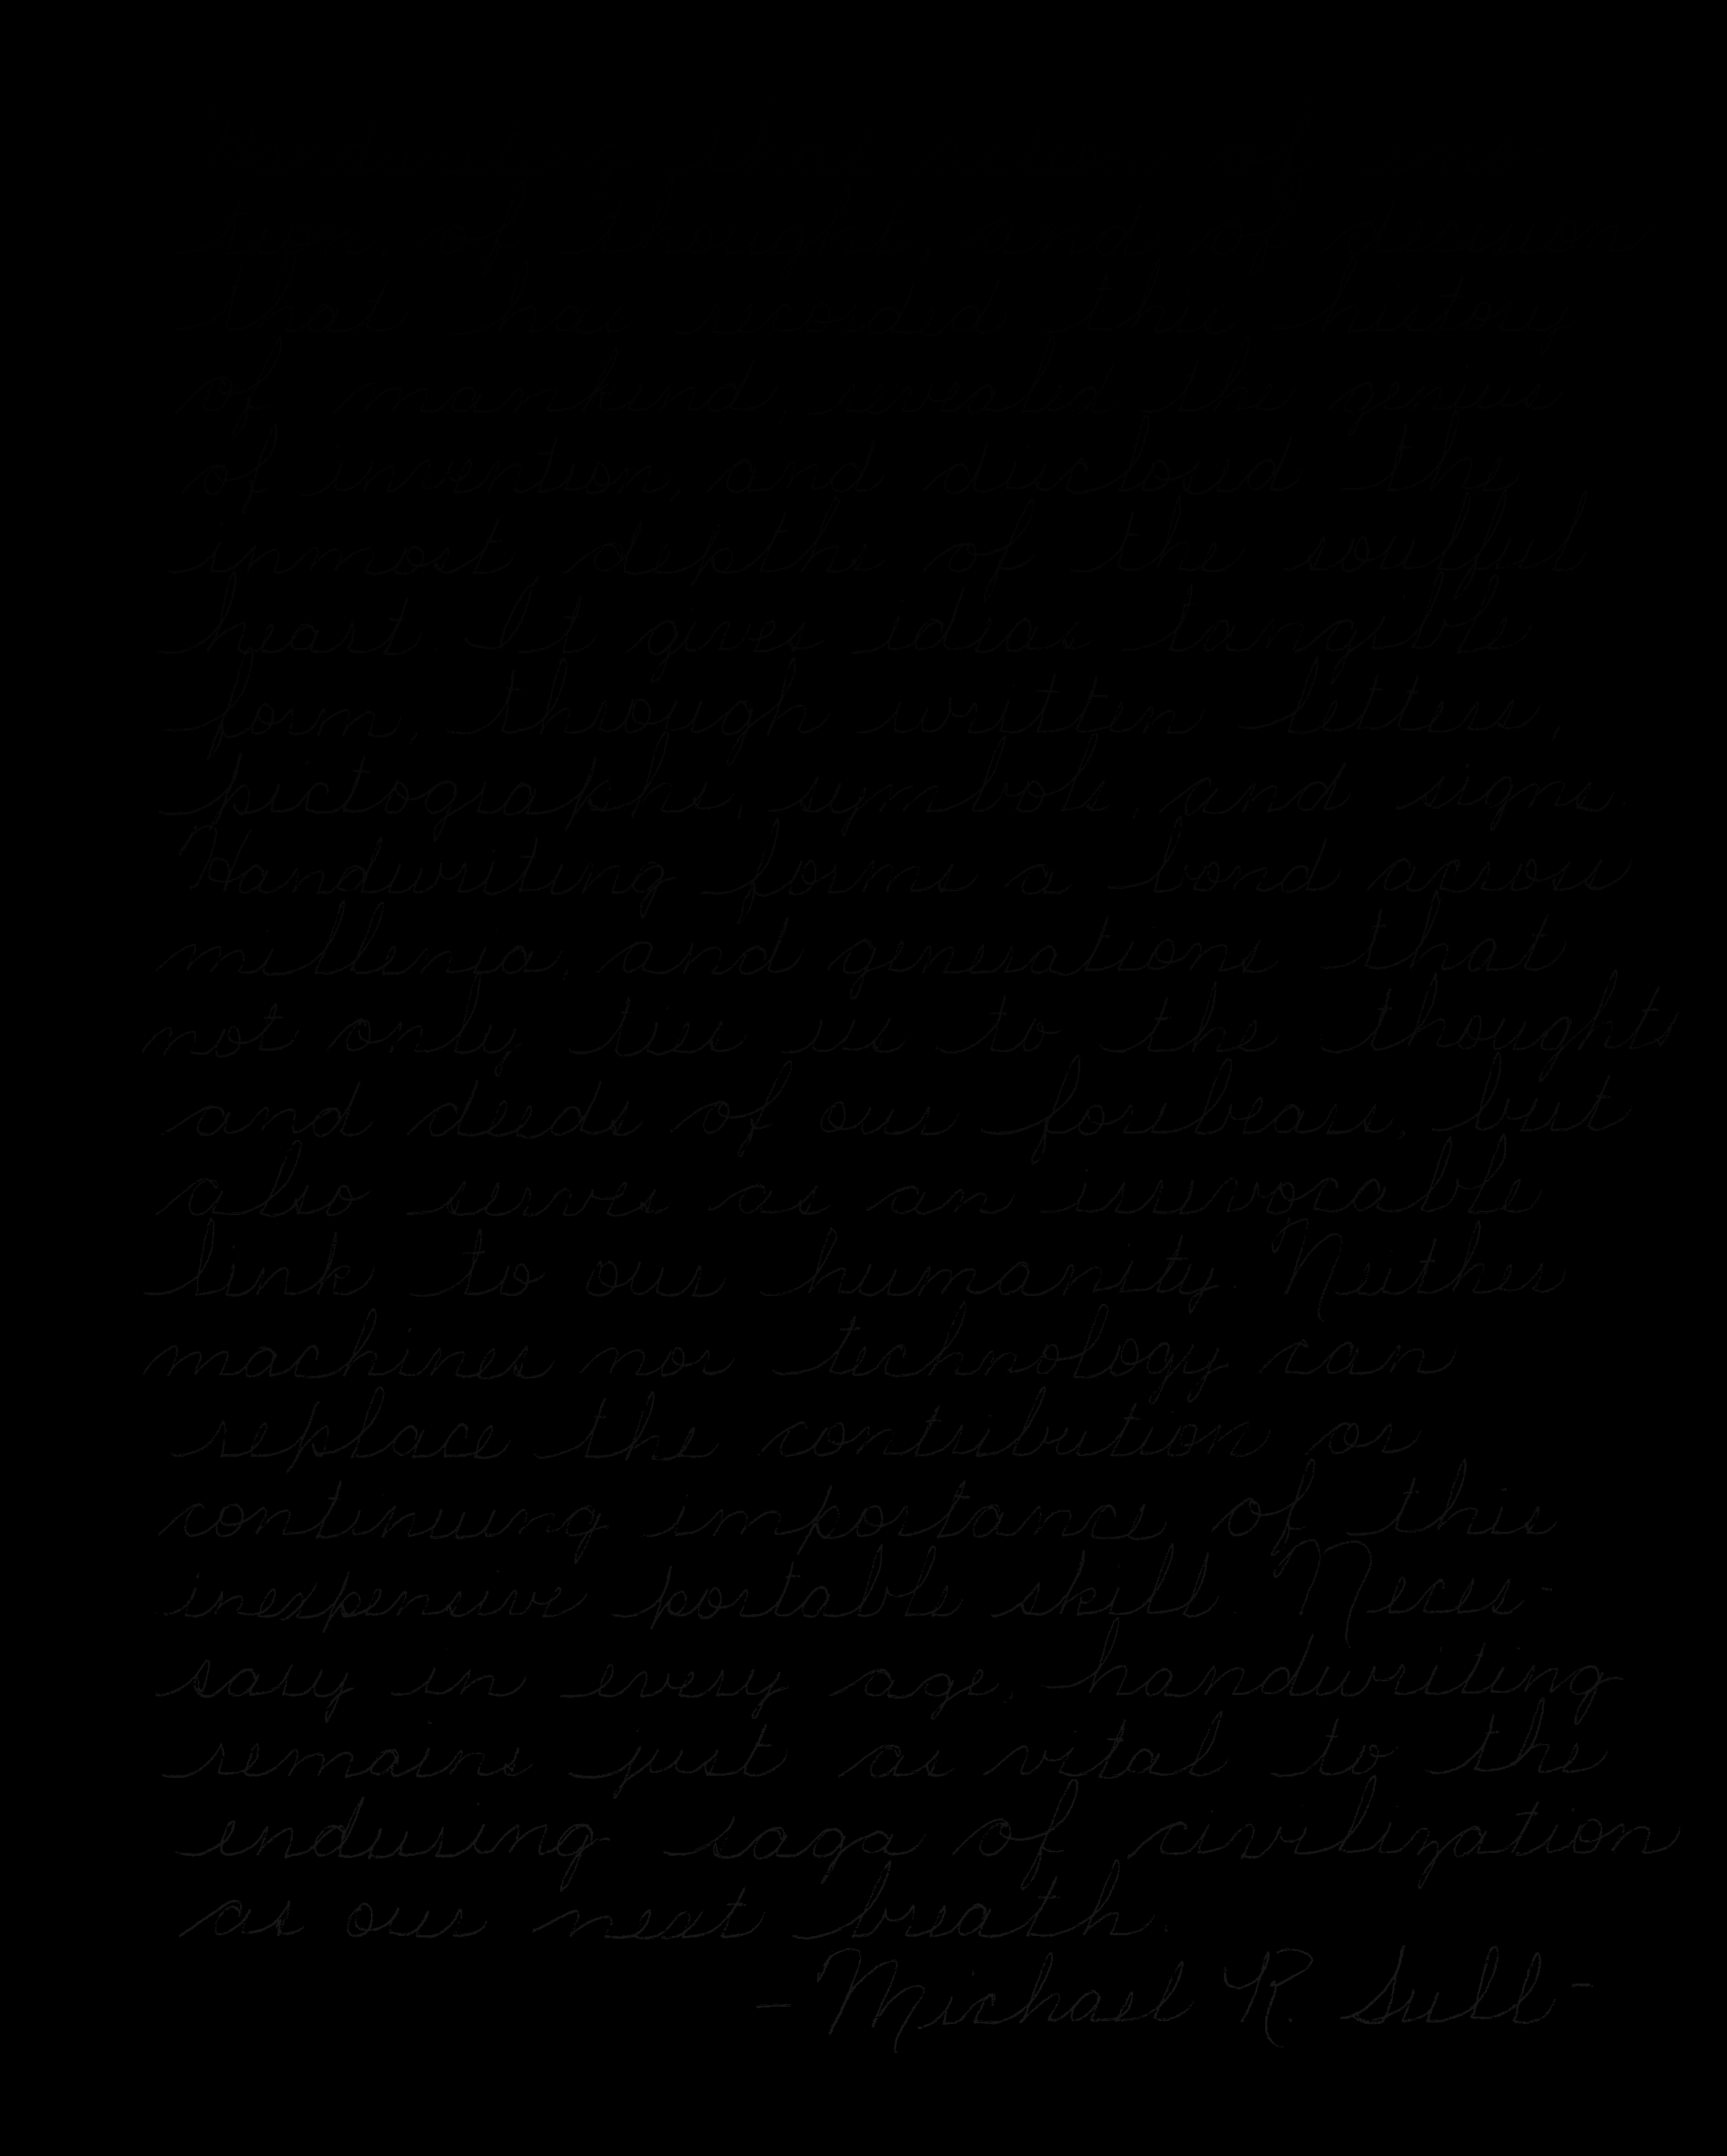 of thought
that has recorded the history
of mankind, revealed the genius
of invention, and disclosed the
inmost depths of the soulful
heart. It gives ideas tangible
form, through written letters,
pictographs, symbols, and signs.
Handwriting forms a bond across
millenia, and generations that
not only ties us to the thoughts
and deeds of our forbears, but
also serves as an irrevocable
link to our humanity. Neither
machines nor technology can
replace the contribution or
continuing importance of this
inexpensive portable skill. Neces-
sary in every age, handwriting
remains just as vital to the
enduring saga of civilization
as our next breath.
- Michael R. Sull -